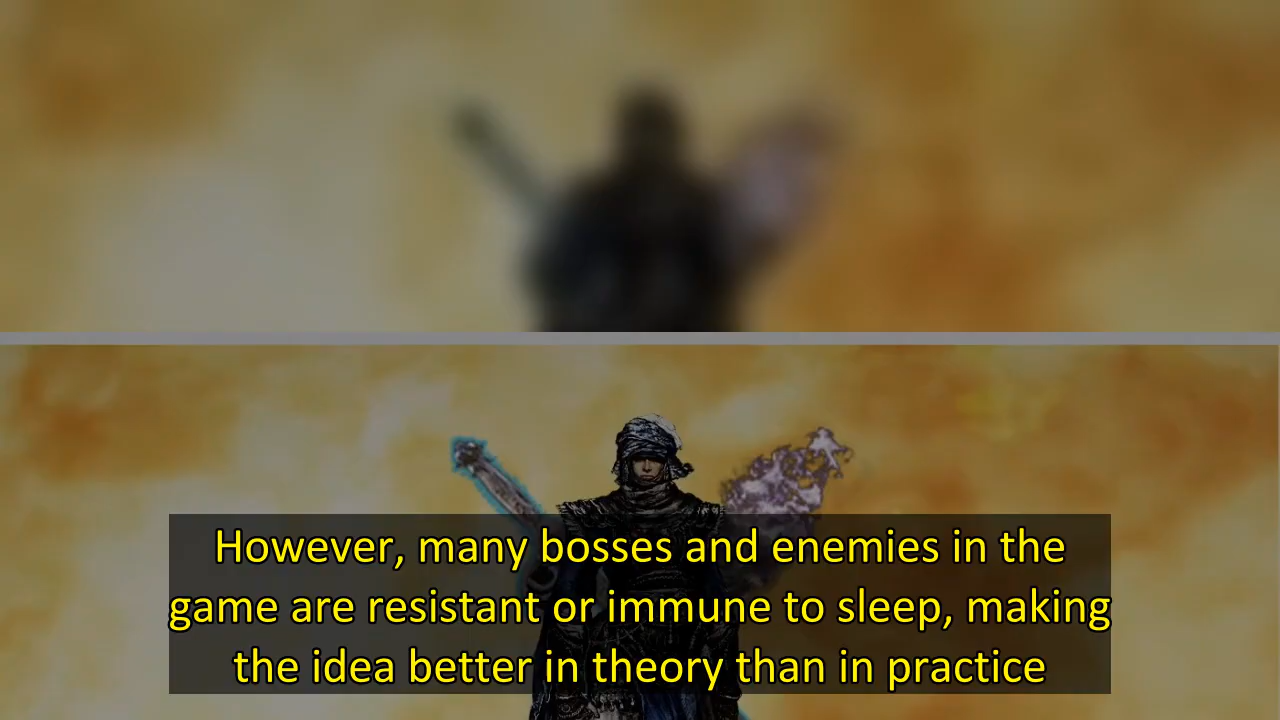 However, many bosses and enemies in the
game are resistant or immune to sleep, making
the idea better in theory than in practice